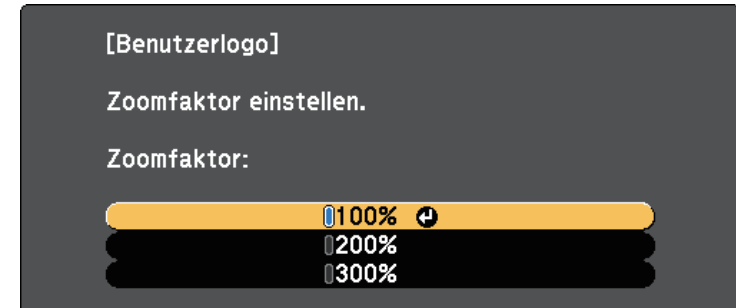 [Benutzerlogo]
Zoomfaktor einstellen.
Zoomfaktor:
100%
200%
300%